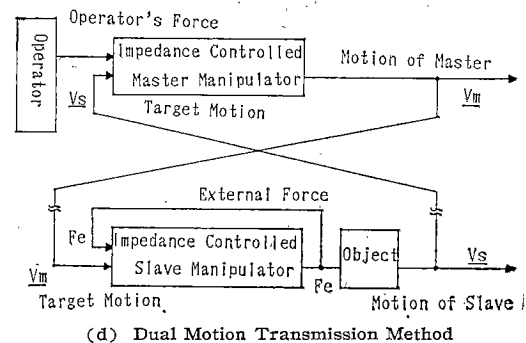 Operator's Force
Operator
Impedance Controlled
Master Manipulator
Motion of Master
Vs
Target Motion
Vm
External Force
Fe
Impedance Controlled
Slave Manipulator
Object
Vs
Vm
Fe
Target Motion
Motion of Slave
(d) Dual Motion Transmission Method